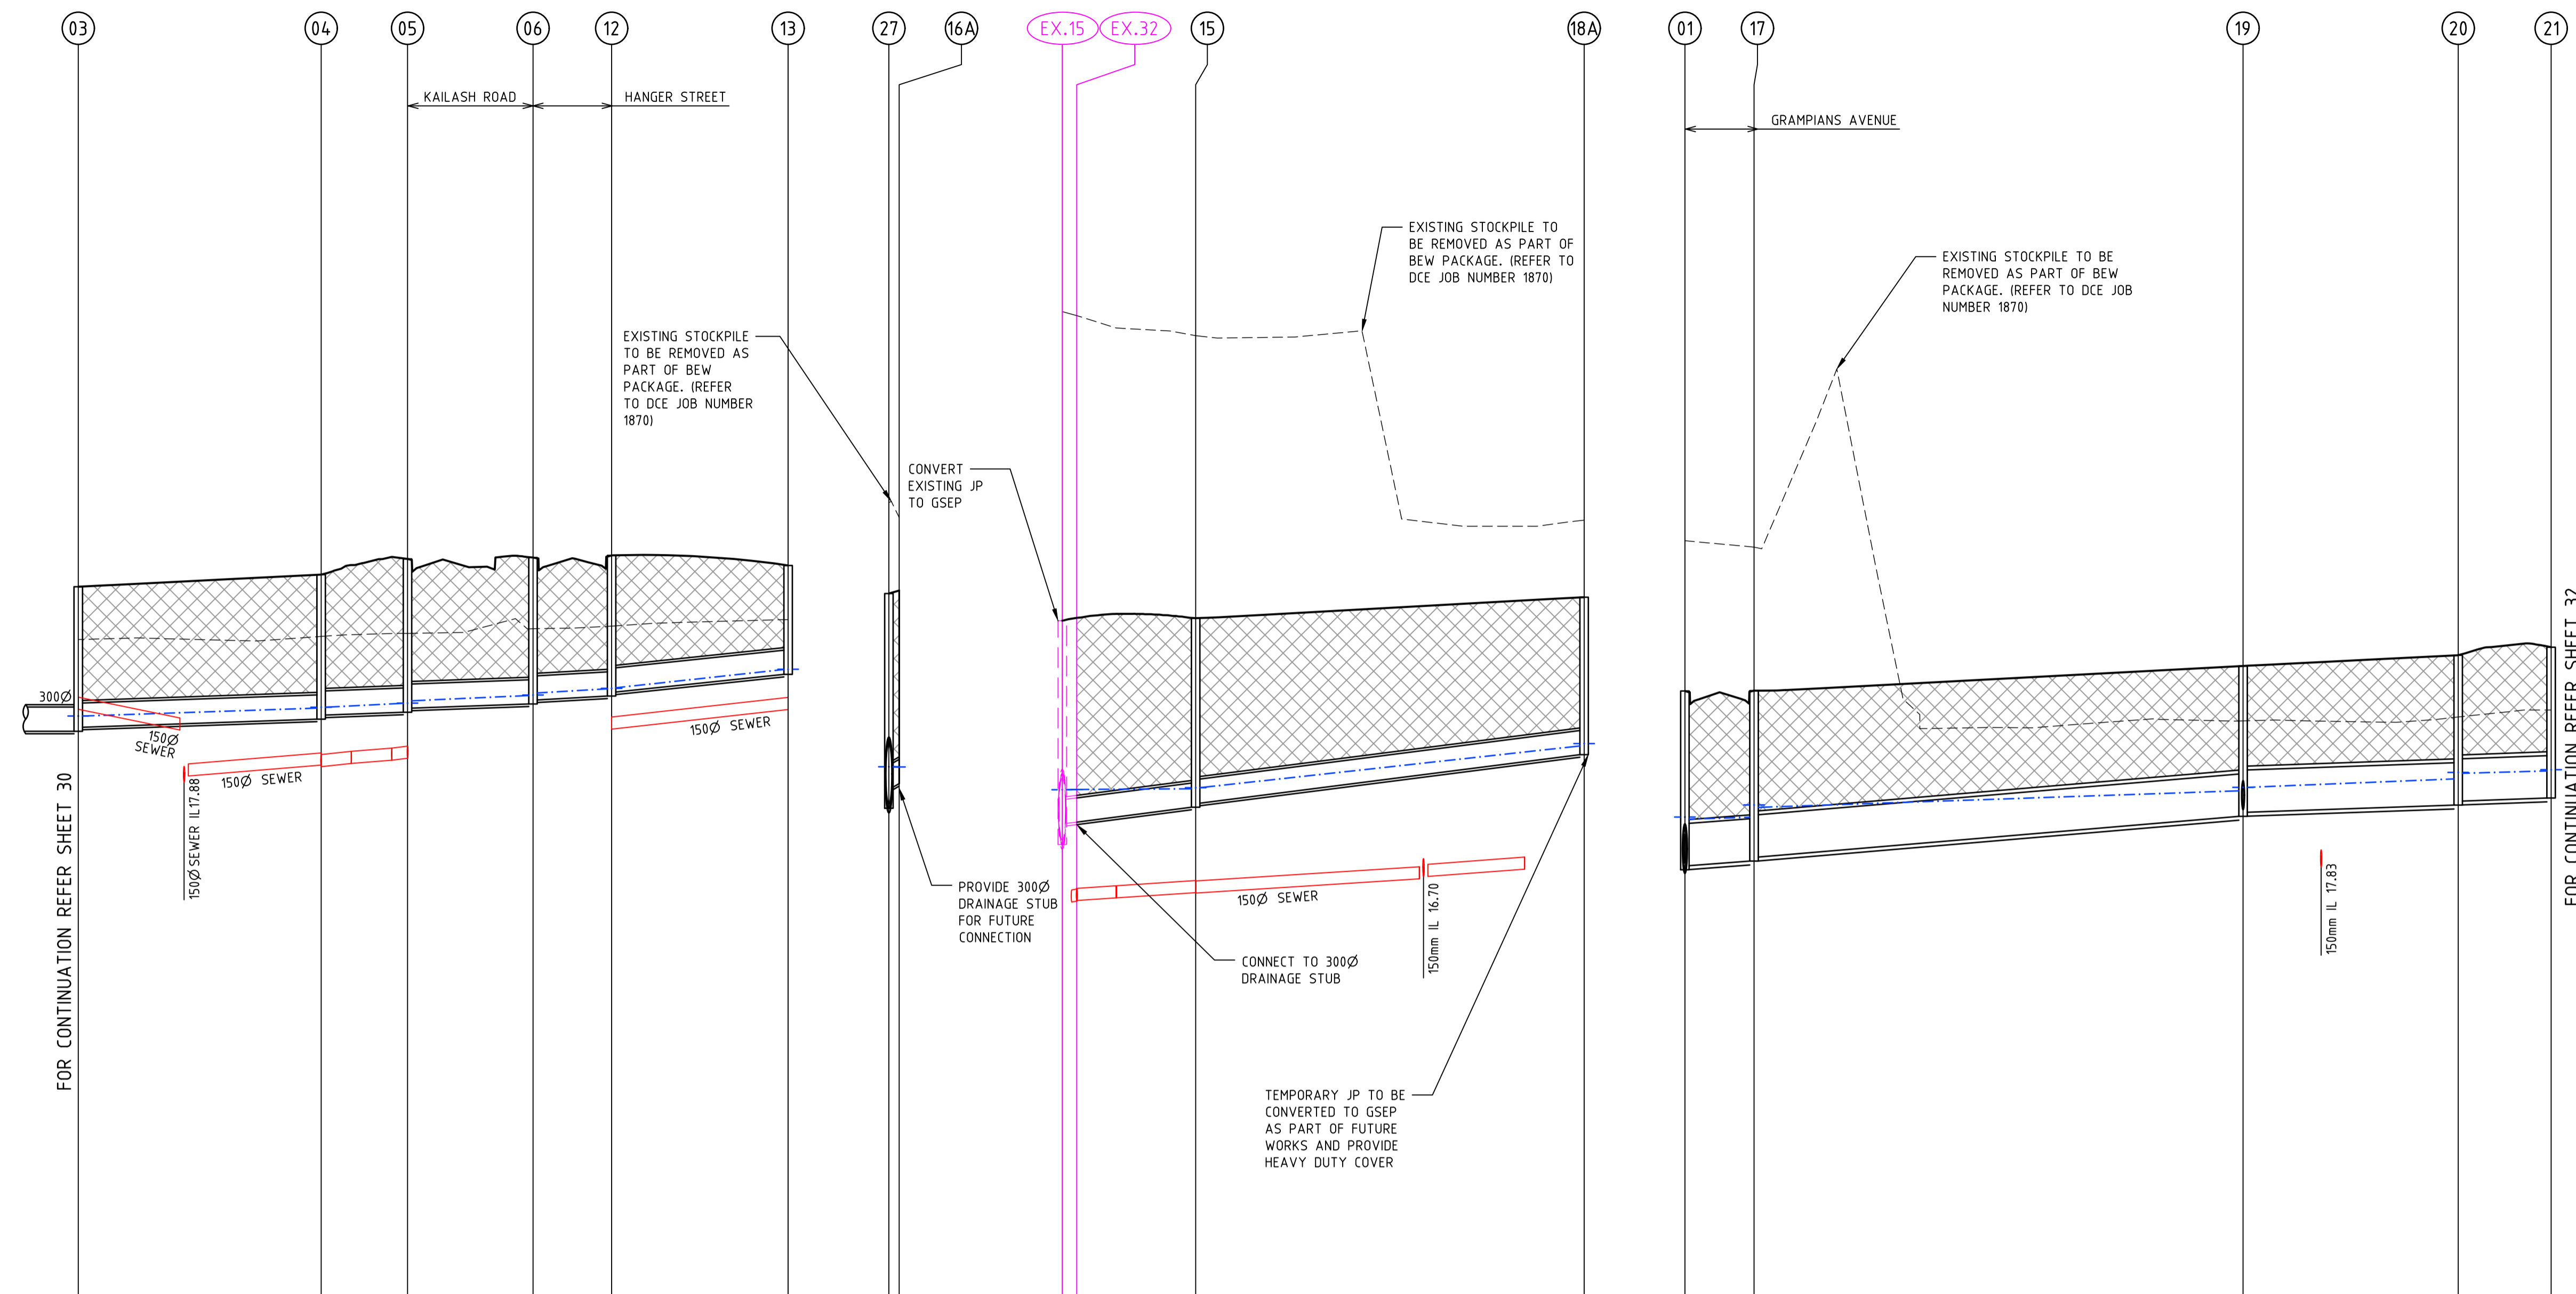 03
04
05
06
12
13
27
16A
EX.15
EX.32
15
18A
01
17
19
20
21
KAILASH ROAD
HANGER STREET
GRAMPIANS AVENUE
EXISTING STOCKPILE TO
BE REMOVED AS PART OF
BEW PACKAGE. (REFER TO
DCE JOB NUMBER 1870)
EXISTING STOCKPILE TO BE
REMOVED AS PART OF BEW
PACKAGE. (REFER TO DCE JOB
NUMBER 1870)
EXISTING STOCKPILE
TO BE REMOVED AS
PART OF BEW
PACKAGE. (REFER
TO DCE JOB NUMBER
1870)
CONVERT
EXISTING JP
TO GSEP
300Ø
150Ø
SEWER
150Ø SEWER IL17.88
150Ø SEWER
150Ø SEWER
FOR CONTINUATION REFER SHEET 30
PROVIDE 300Ø
DRAINAGE STUB
FOR FUTURE
CONNECTION
150Ø SEWER
150mm IL 16.70
CONNECT TO 300Ø
DRAINAGE STUB
TEMPORARY JP TO BE
CONVERTED TO GSEP
AS PART OF FUTURE
WORKS AND PROVIDE
HEAVY DUTY COVER
150mm IL 17.83
FOR CONTINUATION REFER SHEET 32